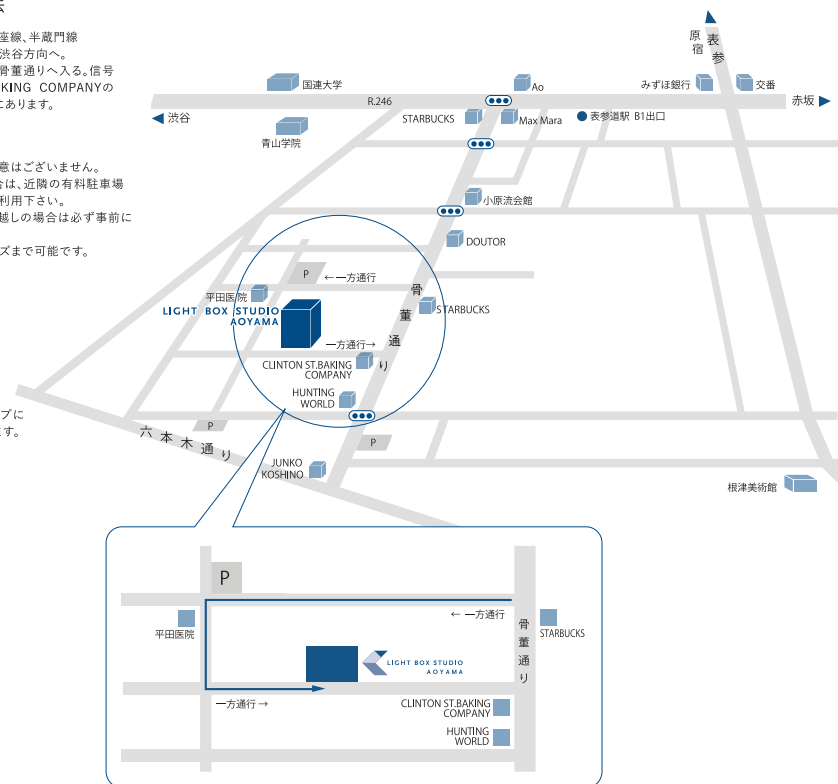 座線、半蔵門線
渋谷方向へ。
骨董通りへ入る。信号
KING COMPANYの
にあります。
意はございません。
合は、近隣の有料駐車場
利用下さい。
越しの場合は必ず事前に
ズまで可能です。
プに
ます。
原宿
表参
国連大学
Ao
みずほ銀行
交番
R.246
赤坂 ▶
◀ 渋谷
STARBUCKS
Max Mara
表参道駅 B1出口
青山学院
小原流会館
DOUTOR
P
←一方通行
平田医院
LIGHT BOX STUDIO
AOYAMA
骨董通り
STARBUCKS
一方通行→
CLINTON ST.BAKING
COMPANY
HUNTING
WORLD
P
六本木通り
P
JUNKO
KOSHINO
根津美術館
P
← 一方通行
平田医院
骨董通り
STARBUCKS
LIGHT BOX STUDIO
AOYAMA
一方通行 →
CLINTON ST.BAKING
COMPANY
HUNTING
WORLD